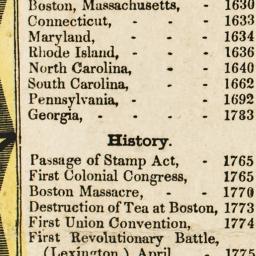 Boston, Massachusetts, - 1630
Connecticut, - - - 1633
Maryland, - - - 1634
Rhode Island, - - - 1636
North Carolina, - - 1640
South Carolina, - - 1662
Pennsylvania, - - - 1692
Georgia, - - - - 1783
History.
Passage of Stamp Act, - 1765
First Colonial Congress, 1765
Boston Massacre, - - 1770
Destruction of Tea at Boston, 1773
First Union Convention, 1774
First Revolutionary Battle,
(Lexington,) April, - 1775